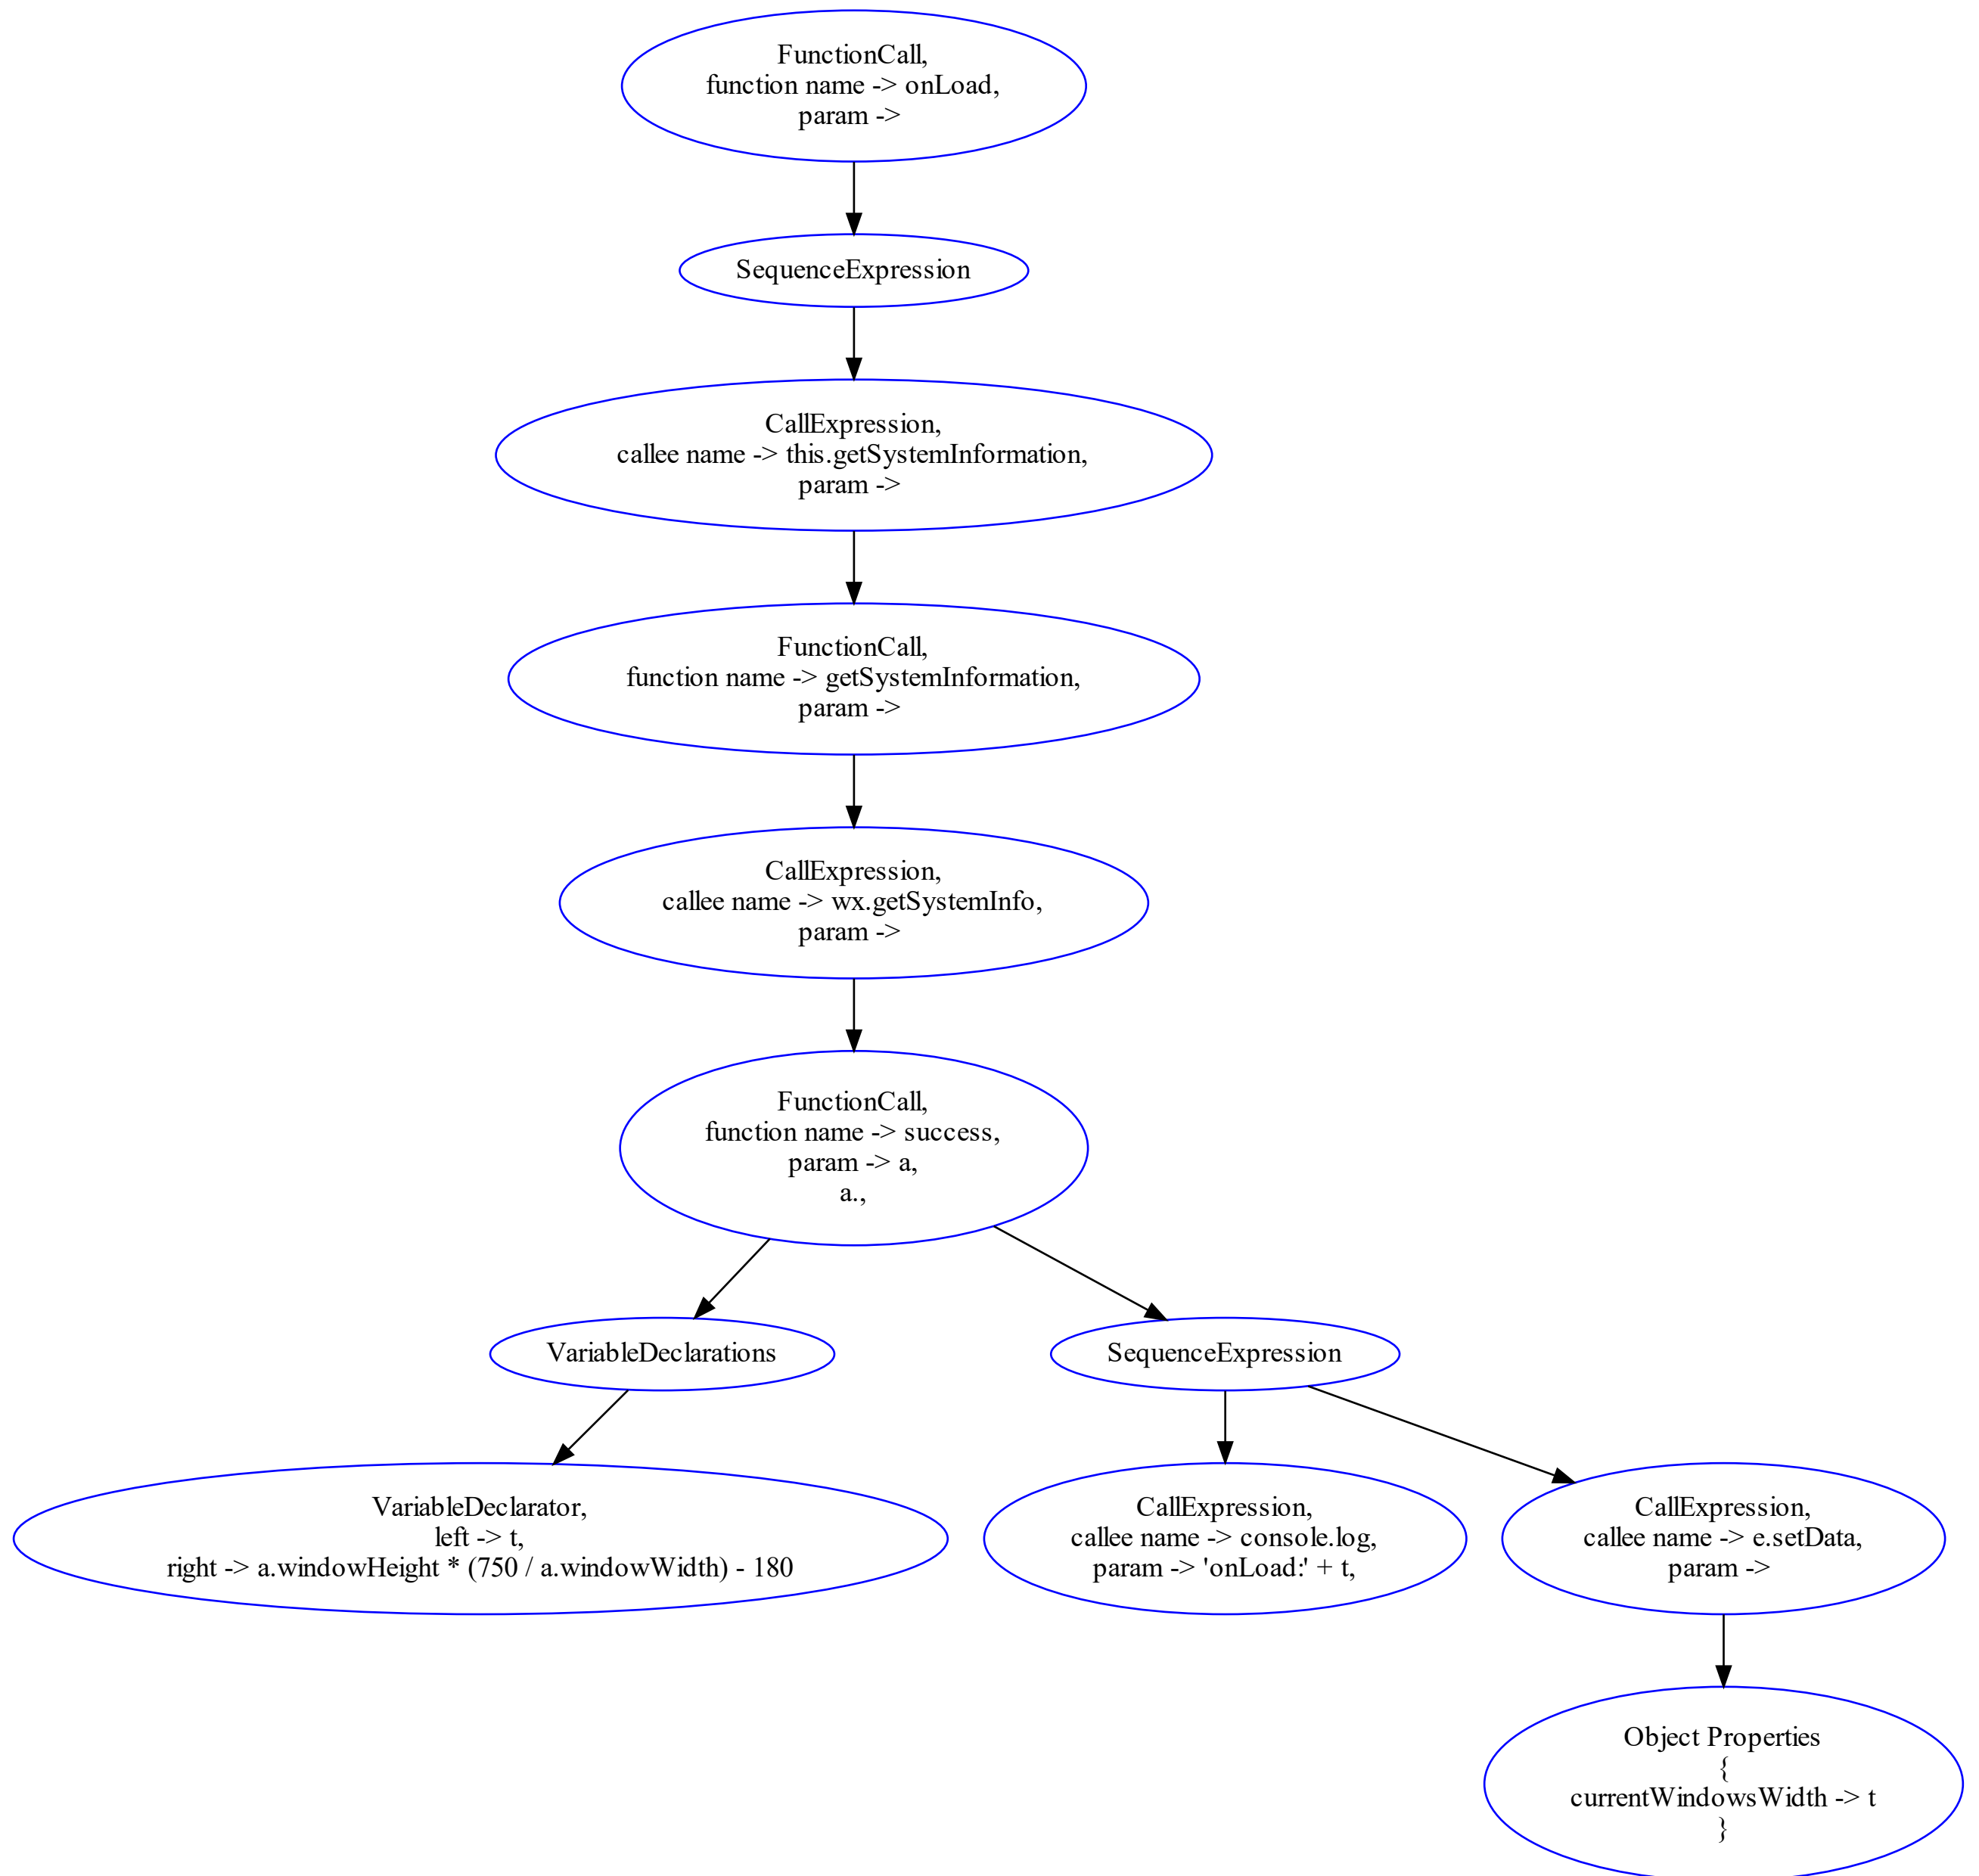 FunctionCall,
function name -> onLoad,
param ->
SequenceExpression
CallExpression,
callee name -> this.getSystemInformation,
param ->
FunctionCall,
function name -> getSystemInformation,
param ->
CallExpression,
callee name -> wx.getSystemInfo,
param ->
FunctionCall,
function name -> success,
param -> a,
a.,
VariableDeclarations
SequenceExpression
VariableDeclarator,
left -> t,
right -> a.windowHeight * (750 / a.windowWidth) - 180
CallExpression,
callee name -> console.log,
param -> 'onLoad:' + t,
CallExpression,
callee name -> e.setData,
param ->
Object Properties
{
currentWindowsWidth -> t
}